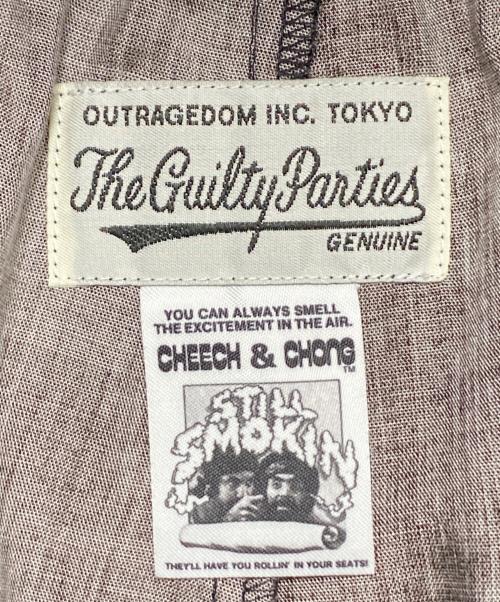 OUTRAGEDOM INC. TOKYO
The Guilty Parties
GENUINE
YOU CAN ALWAYS SMELL
THE EXCITEMENT IN THE AIR.
CHEECH & CHONG
TM
STILL
SMOKIN
THEY'LL HAVE YOU ROLLIN' IN YOUR SEATS!